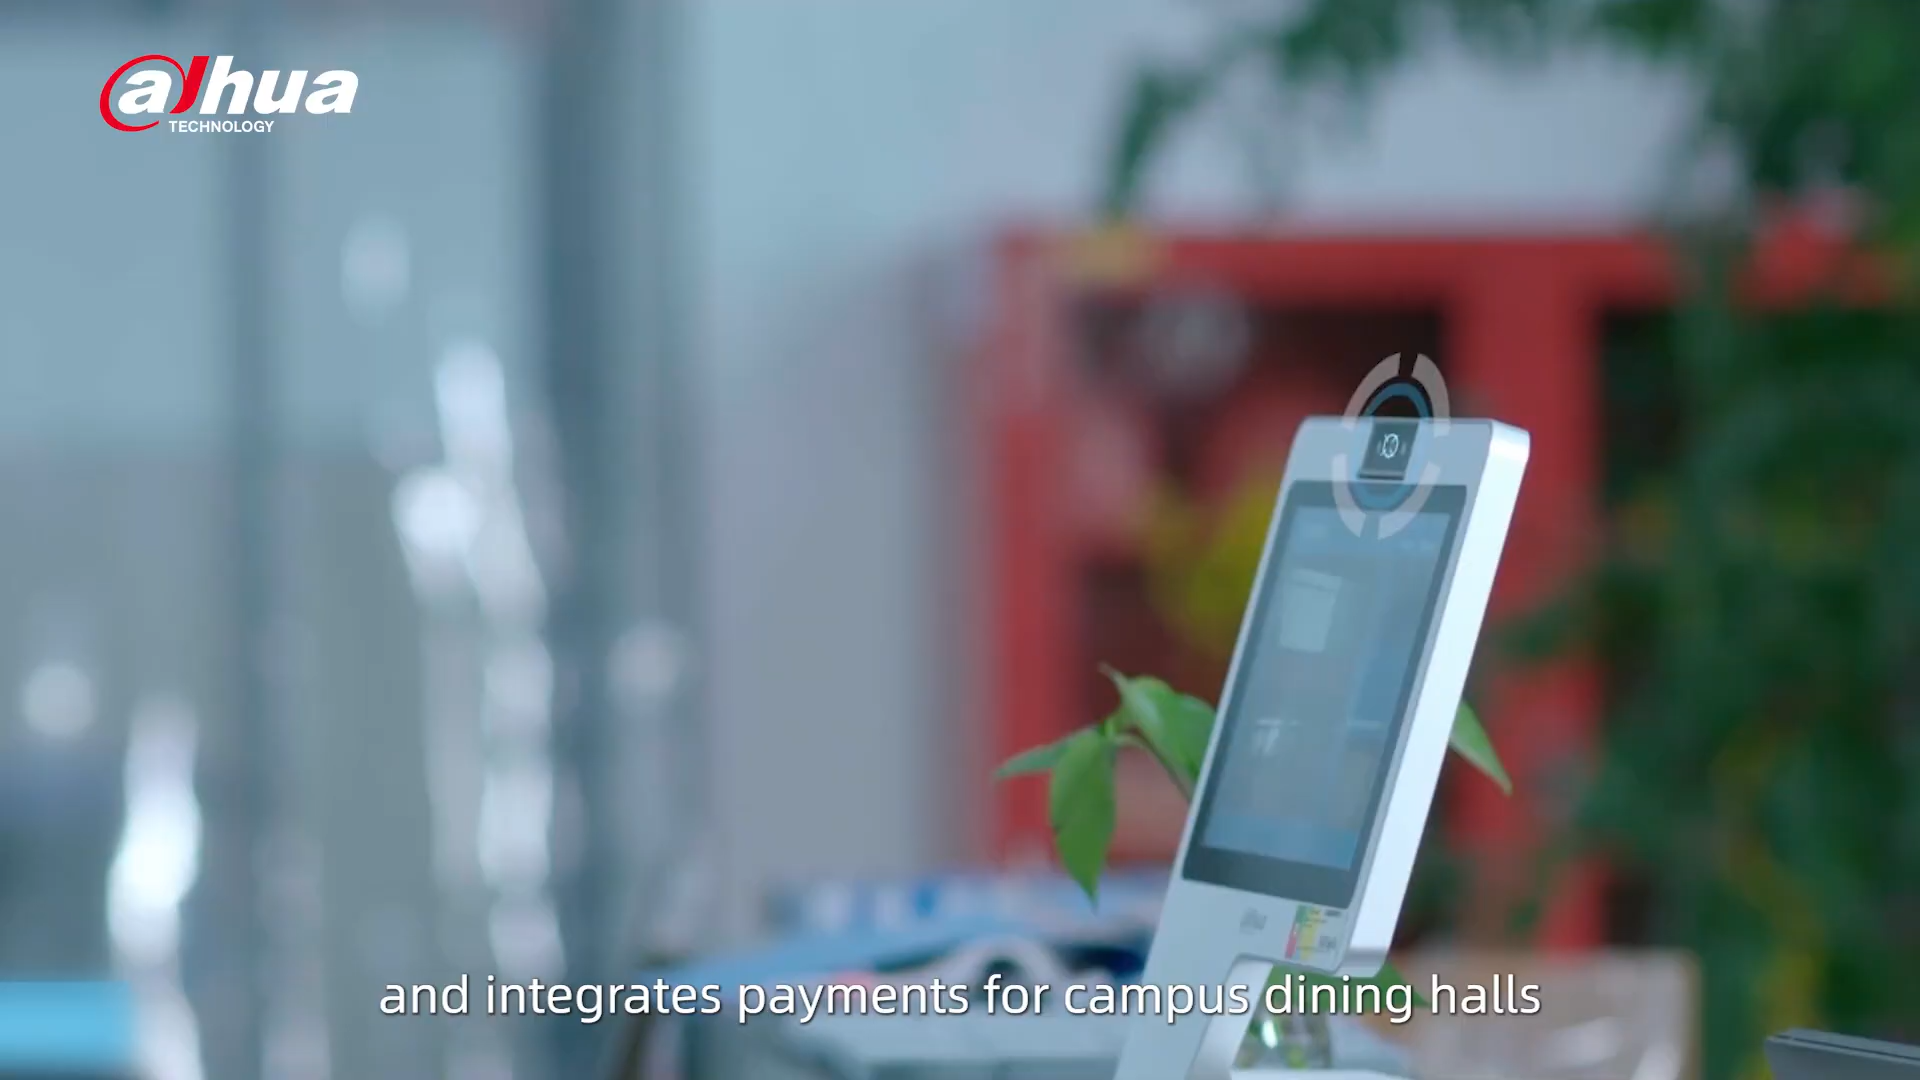 alhua
TECHNOLOGY
and integrates payments for campus dining halls